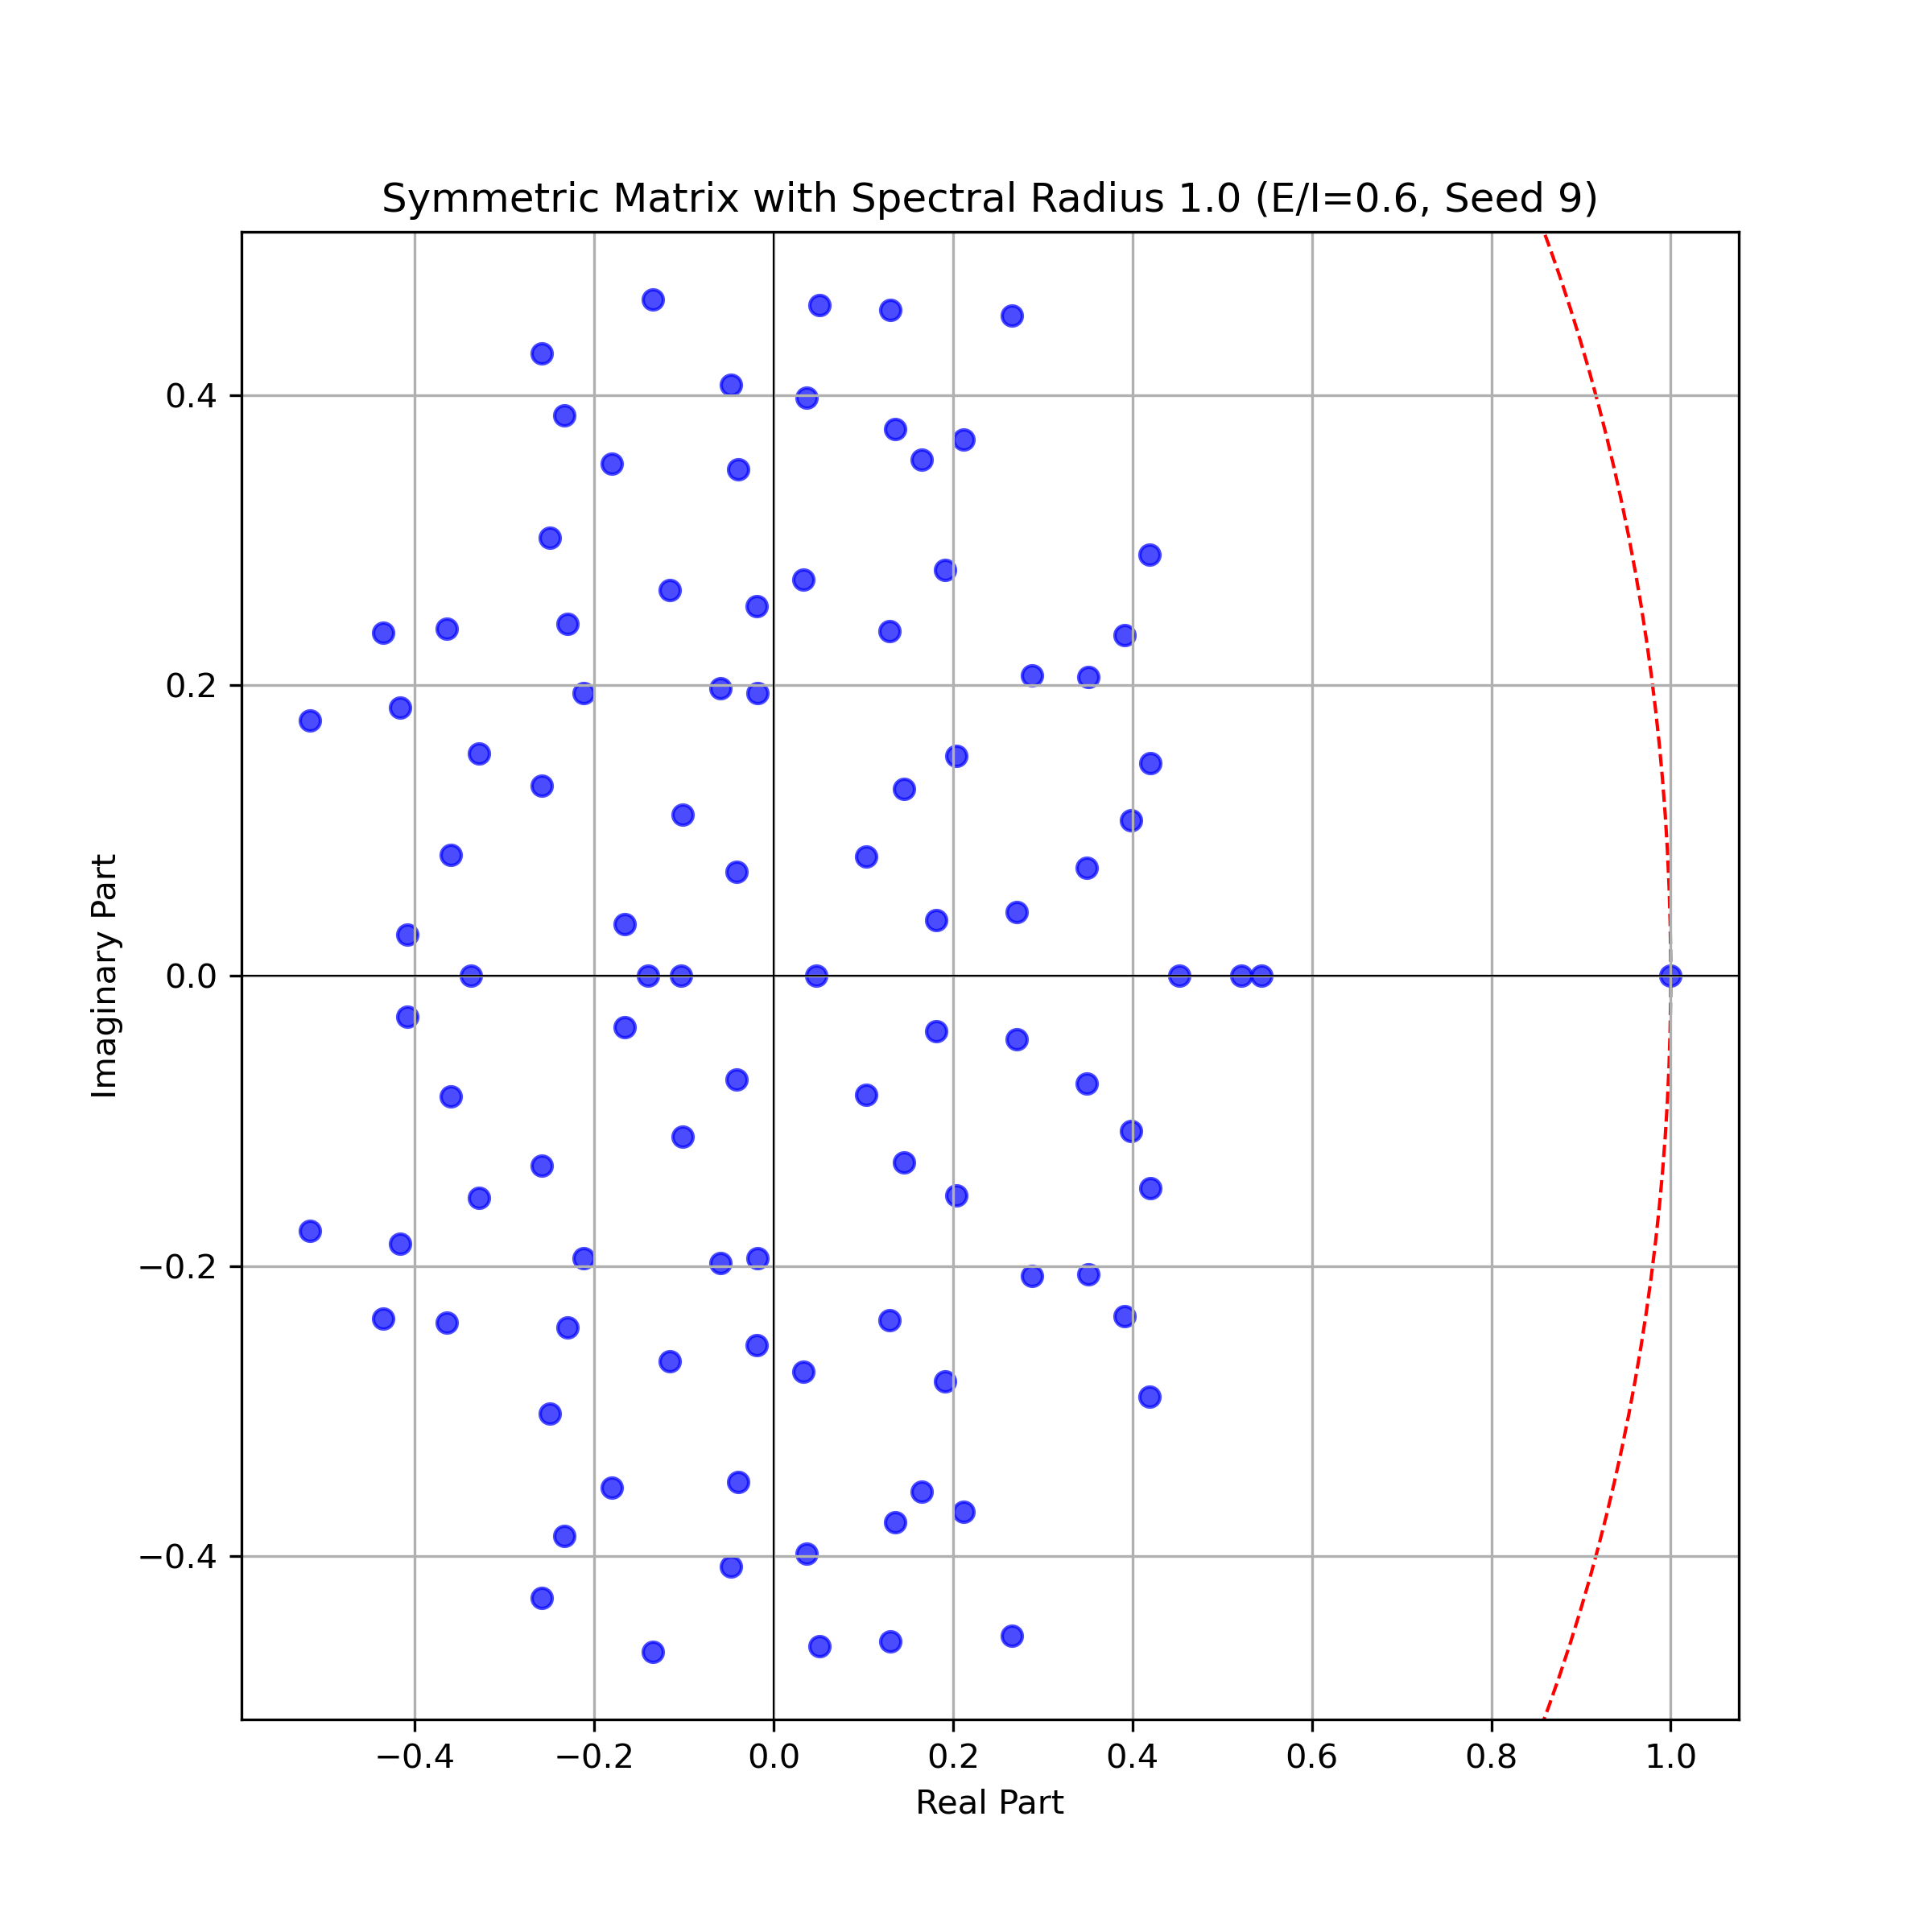 Symmetric Matrix with Spectral Radius 1.0 (E/I=0.6, Seed 9)
0.4
0.2
0.0
−0.2
−0.4
Imaginary Part
−0.4 −0.2 0.0 0.2 0.4 0.6 0.8 1.0
Real Part